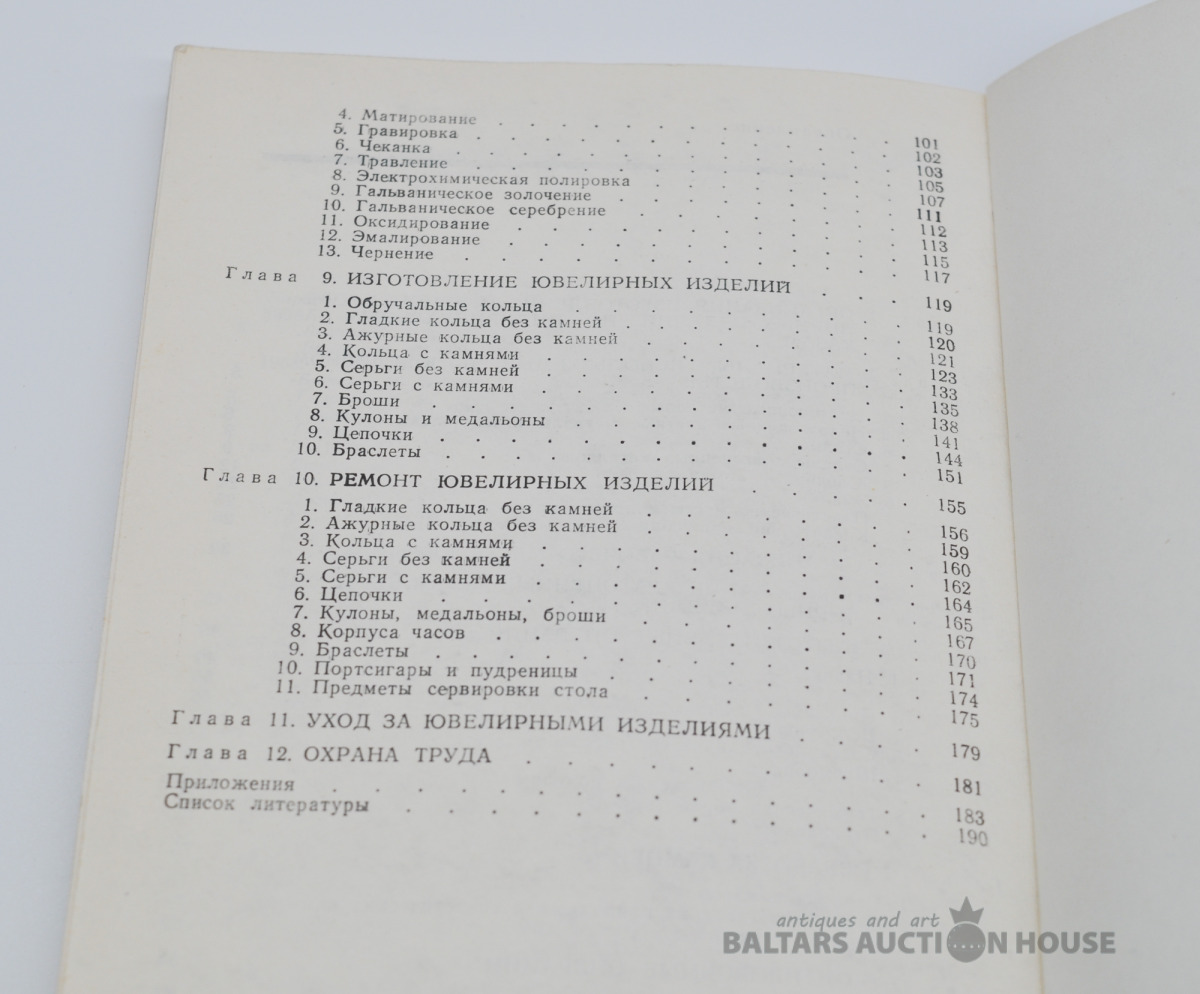 4. Матирование . . . . . . . . . . . 101
5. Гравировка . . . . . . . . . . . 102
6. Чеканка . . . . . . . . . . . 103
7. Травление . . . . . . . . . . . 105
8. Электрохимическая полировка . . . . . . . 107
9. Гальваническое золочение . . . . . . . . 111
10. Гальваническое серебрение . . . . . . . . 112
11. Оксидирование . . . . . . . . . . 113
12. Эмалирование . . . . . . . . . . 115
13. Чернение . . . . . . . . . . . 117
Глава 9. ИЗГОТОВЛЕНИЕ ЮВЕЛИРНЫХ ИЗДЕЛИЙ . . . 119
1. Обручальные кольца . . . . . . . . . 119
2. Гладкие кольца без камней . . . . . . . . 120
3. Ажурные кольца без камней . . . . . . . . 121
4. Кольца с камнями . . . . . . . . . . 123
5. Серьги без камней . . . . . . . . . . 133
6. Серьги с камнями . . . . . . . . . . 135
7. Броши . . . . . . . . . . . . 138
8. Кулоны и медальоны . . . . . . . . . 141
9. Цепочки . . . . . . . . . . . . 144
10. Браслеты . . . . . . . . . . . . 151
Глава 10. РЕМОНТ ЮВЕЛИРНЫХ ИЗДЕЛИЙ . . . . . 155
1. Гладкие кольца без камней . . . . . . . . 156
2. Ажурные кольца без камней . . . . . . . . 159
3. Кольца с камнями . . . . . . . . . . 160
4. Серьги без камней . . . . . . . . . . 162
5. Серьги с камнями . . . . . . . . . . 164
6. Цепочки . . . . . . . . . . . . 165
7. Кулоны, медальоны, броши . . . . . . . . 167
8. Корпуса часов . . . . . . . . . . . 170
9. Браслеты . . . . . . . . . . . . 171
10. Портсигары и пудреницы . . . . . . . . 174
11. Предметы сервировки стола . . . . . . . . 175
Глава 11. УХОД ЗА ЮВЕЛИРНЫМИ ИЗДЕЛИЯМИ . . . . 179
Глава 12. ОХРАНА ТРУДА . . . . . . . . . . 181
Приложения . . . . . . . . . . . . . . 183
Список литературы . . . . . . . . . . . . 190
antiques and art
BALTARS AUCTION HOUSE